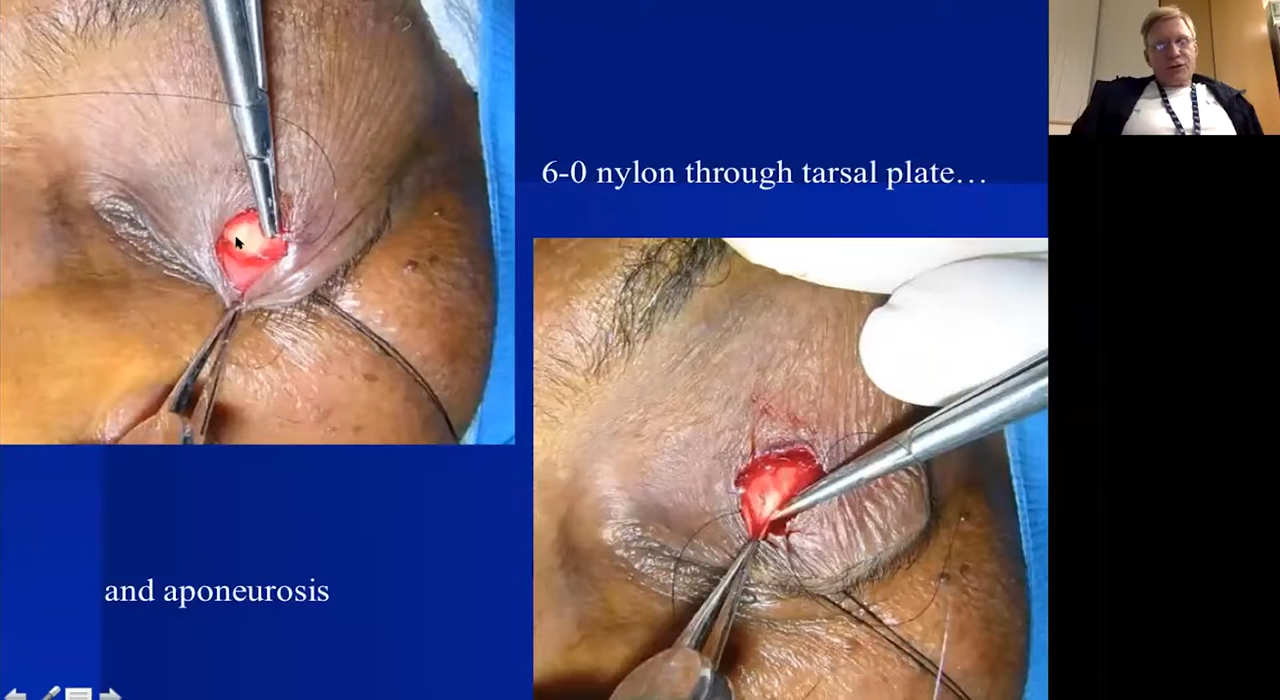 6-0 nylon through tarsal plate…
and aponeurosis